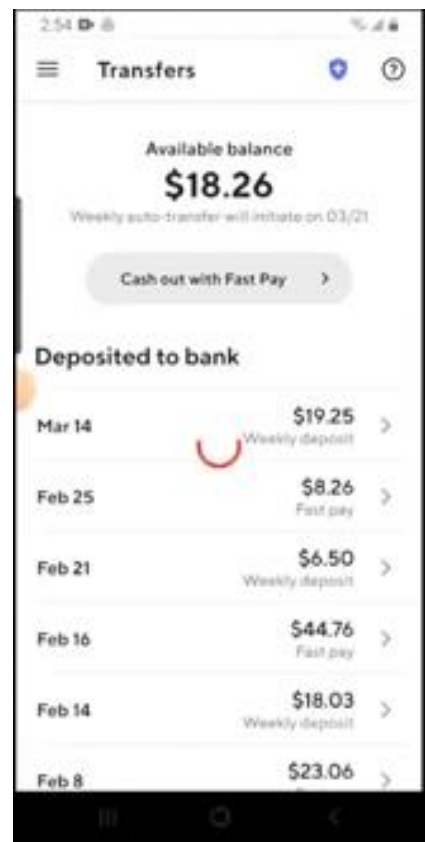 2:54
Transfers
Available balance
$18.26
Weekly auto-transfer will initiate on 03/21
Cash out with Fast Pay
Deposited to bank
Mar 14 $19.25
Weekly deposit
Feb 25 $8.26
Fast pay
Feb 21 $6.50
Weekly deposit
Feb 16 $44.76
Fast pay
Feb 14 $18.03
Weekly deposit
Feb 8 $23.06